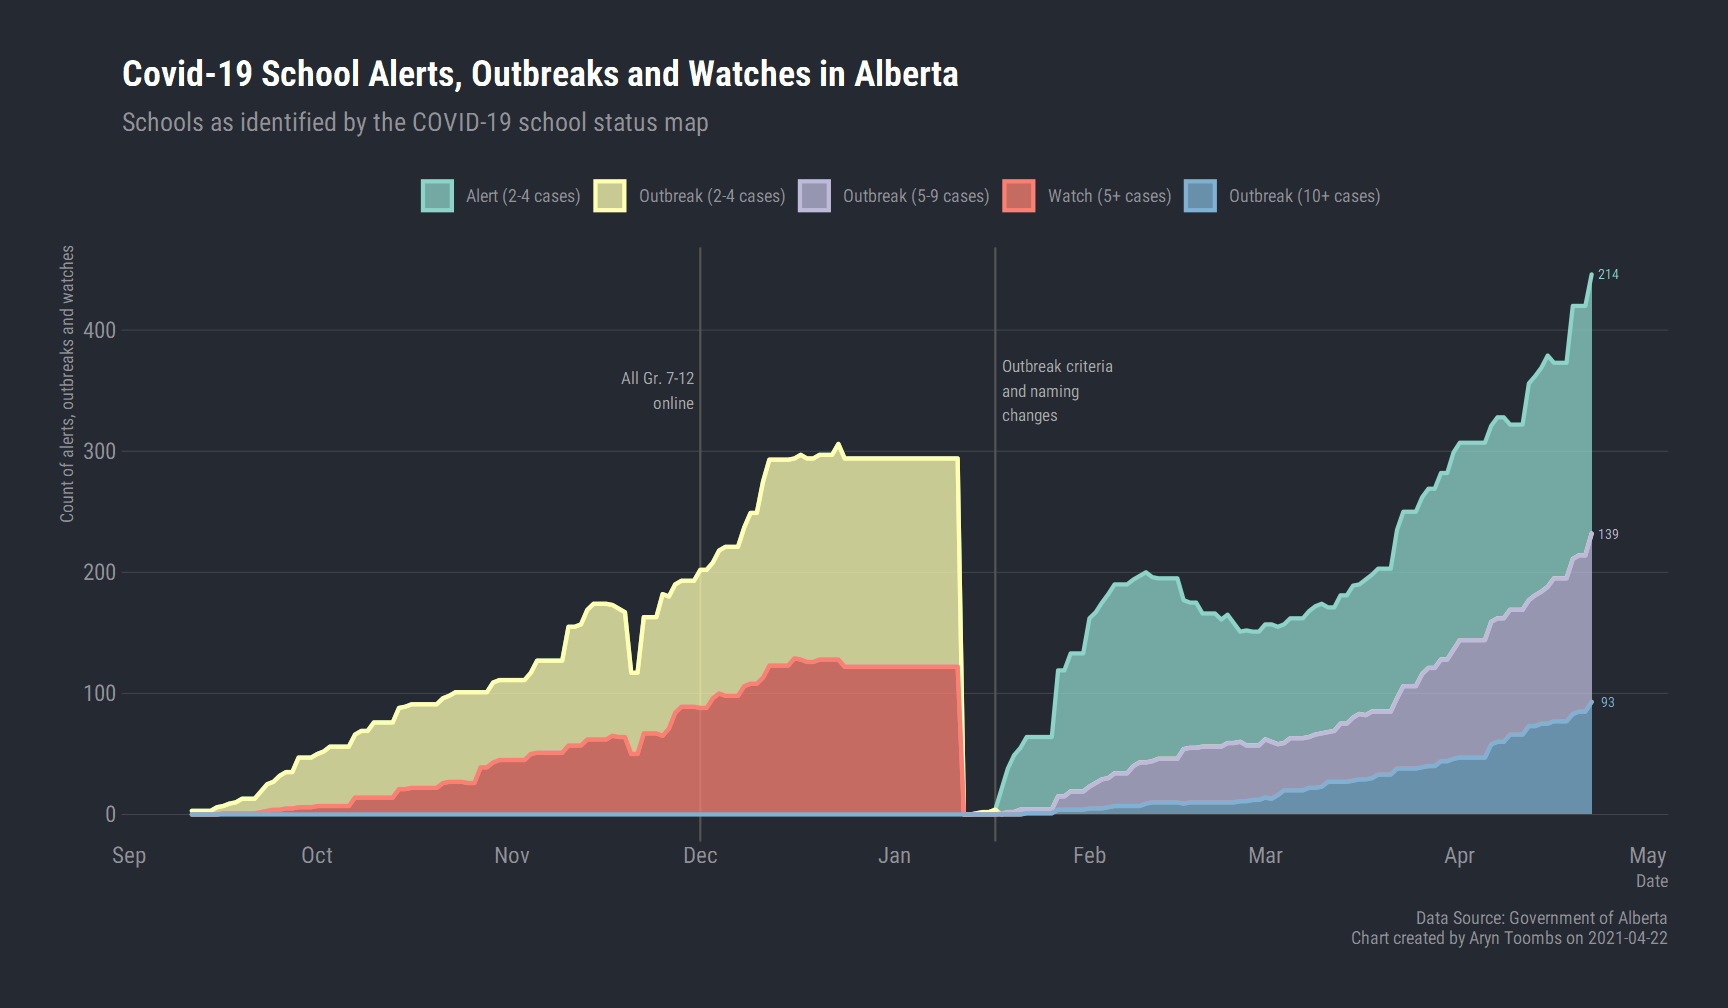 Covid-19 School Alerts, Outbreaks and Watches in Alberta
Schools as identified by the COVID-19 school status map
Alert (2-4 cases) Outbreak (2-4 cases) Outbreak (5-9 cases) Watch (5+ cases) Outbreak (10+ cases)
Count of alerts, outbreaks and watches
400
300
200
100
0
All Gr. 7-12
online
Outbreak criteria
and naming
changes
214
139
93
Sep Oct Nov Dec Jan Feb Mar Apr May
Date
Data Source: Government of Alberta
Chart created by Aryn Toombs on 2021-04-22